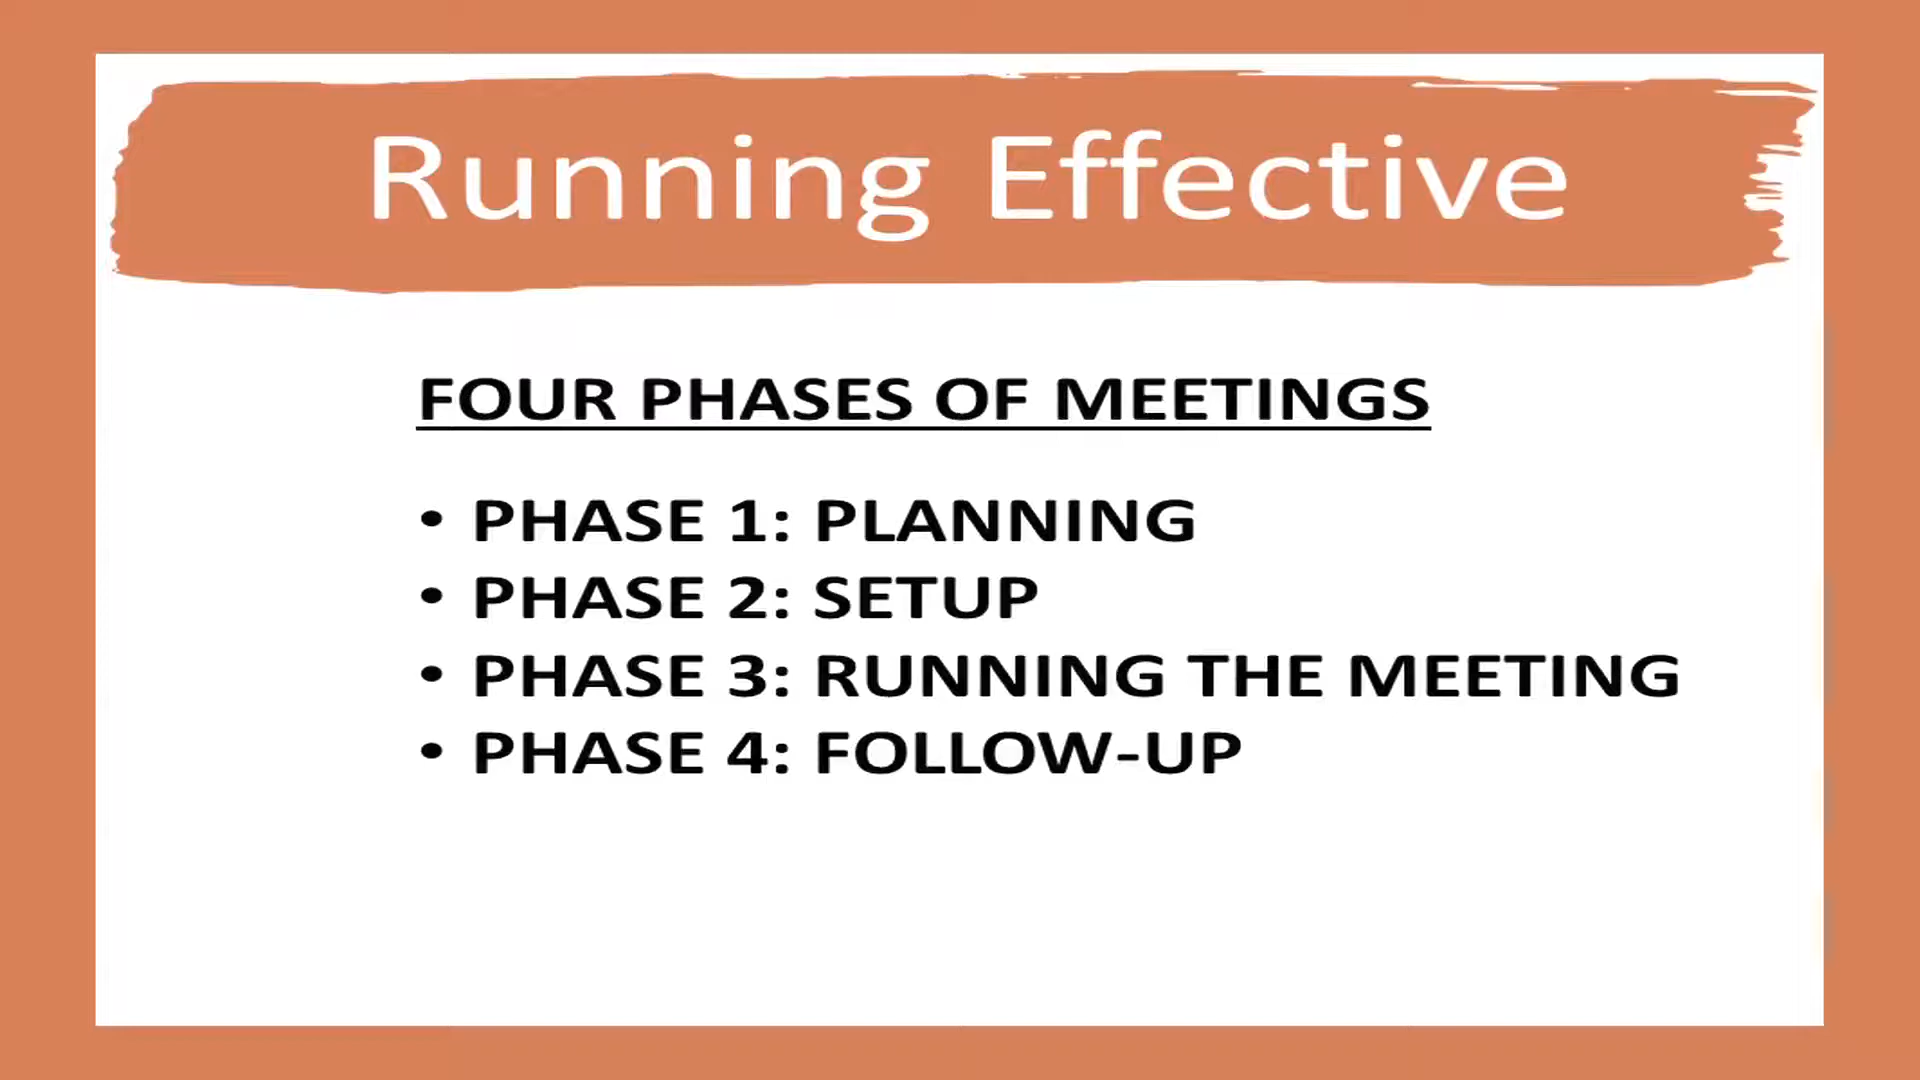 Running Effective
FOUR PHASES OF MEETINGS
• PHASE 1: PLANNING
• PHASE 2: SETUP
• PHASE 3: RUNNING THE MEETING
• PHASE 4: FOLLOW-UP